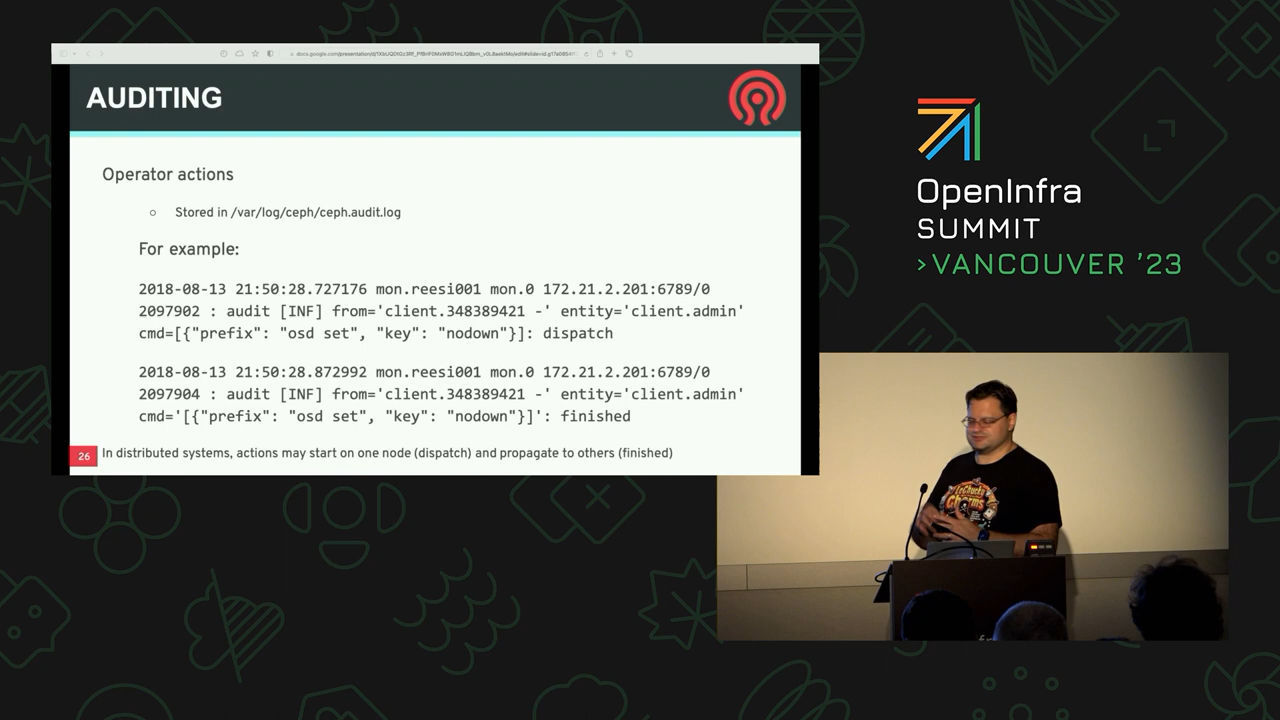 AUDITING
Operator actions
Stored in /var/log/ceph/ceph.audit.log
For example:
2018-08-13 21:50:28.727176 mon.reesi001 mon.0 172.21.2.201:6789/0
2097902 : audit [INF] from='client.348389421 -' entity='client.admin'
cmd=[{"prefix": "osd set", "key": "nodown"}]: dispatch
2018-08-13 21:50:28.872992 mon.reesi001 mon.0 172.21.2.201:6789/0
2097904 : audit [INF] from='client.348389421 -' entity='client.admin'
cmd='[{"prefix": "osd set", "key": "nodown"}]': finished
26
In distributed systems, actions may start on one node (dispatch) and propagate to others (finished)
OpenInfra
SUMMIT
>VANCOUVER '23
Charms